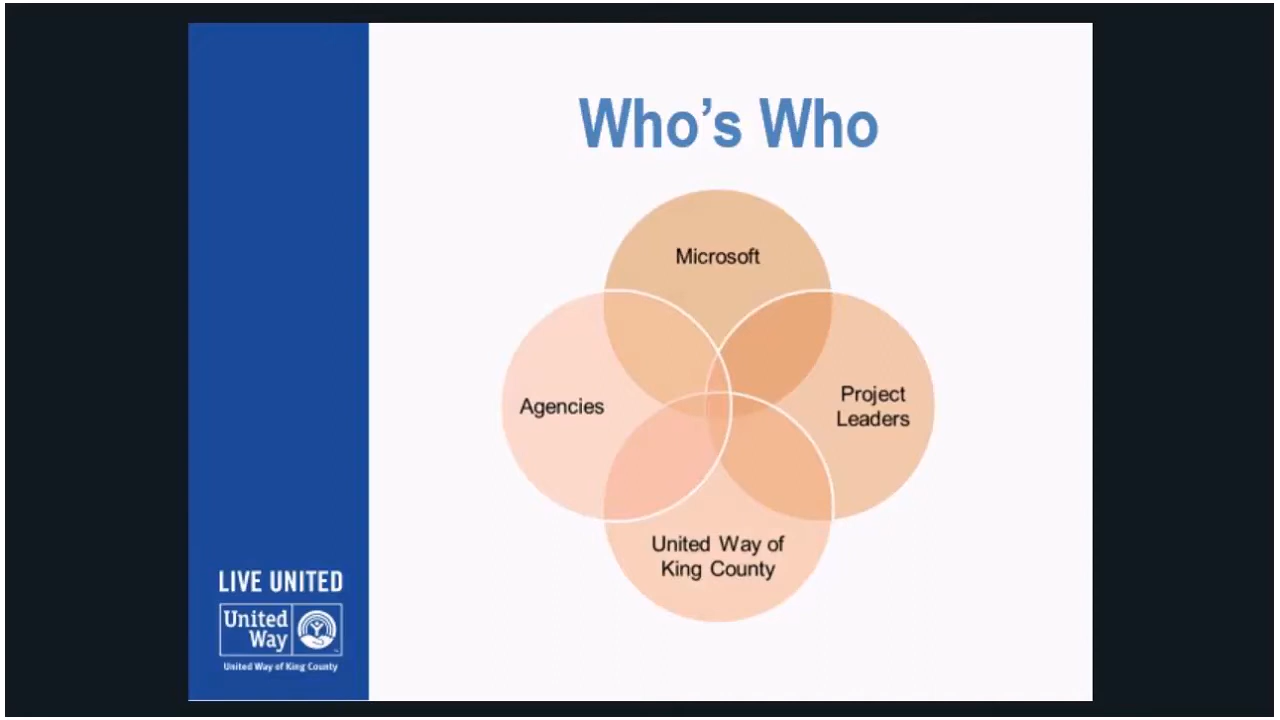 Who's Who
Microsoft
Agencies
Project
Leaders
United Way of
King County
LIVE UNITED
United
Way
United Way of King County